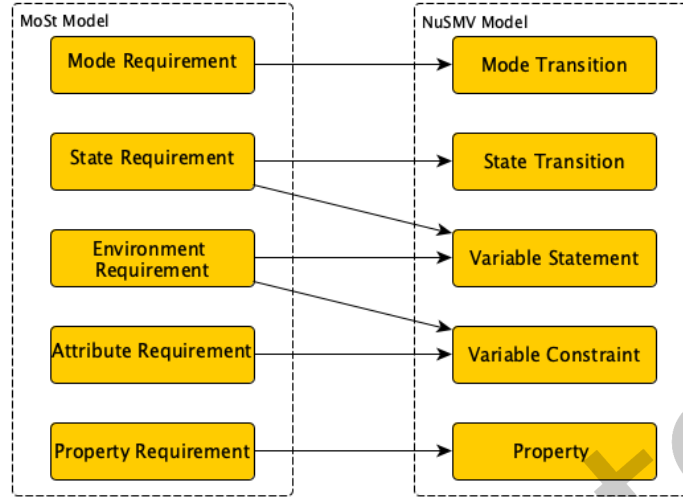 MoSt Model
NuSMV Model
Mode Requirement
Mode Transition
State Requirement
State Transition
Environment
Requirement
Variable Statement
Attribute Requirement
Variable Constraint
Property Requirement
Property